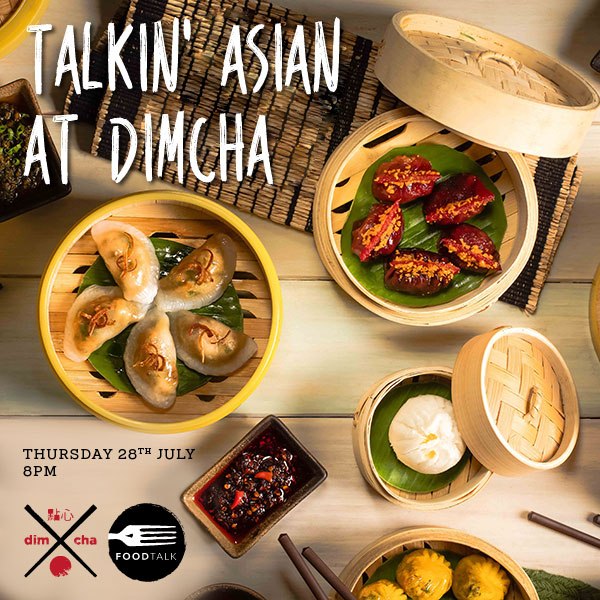 TALKIN' ASIAN
AT DIMCHA
THURSDAY 28TH JULY
8PM
點心
dim cha
FOODTALK